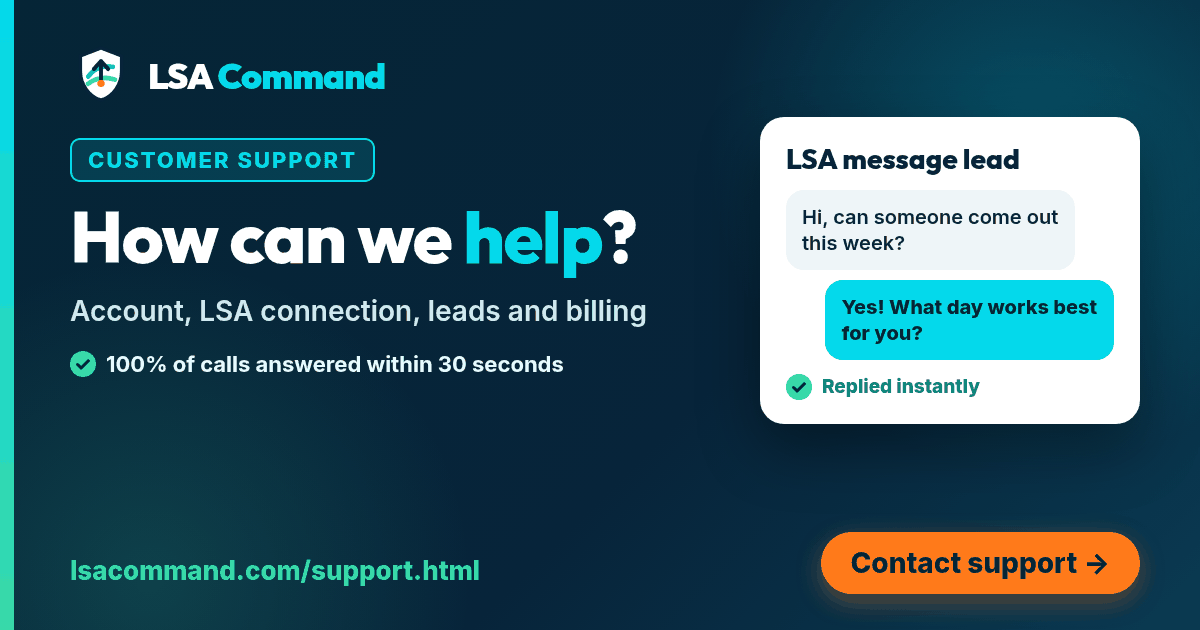 LSA Command
CUSTOMER SUPPORT
How can we help?
Account, LSA connection, leads and billing
100% of calls answered within 30 seconds
lsacommand.com/support.html
LSA message lead
Hi, can someone come out
this week?
Yes! What day works best
for you?
Replied instantly
Contact support →